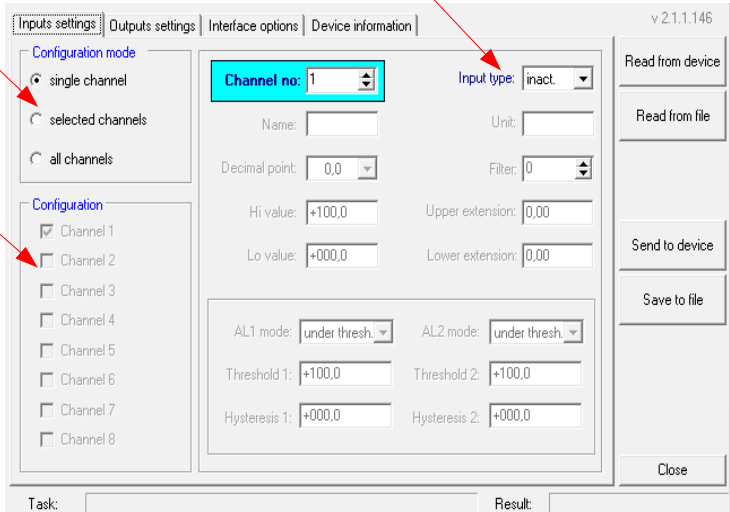 Inputs settings Outputs settings Interface options Device information v 2.1.1.146
Configuration mode
single channel
selected channels
all channels
Configuration
Channel 1
Channel 2
Channel 3
Channel 4
Channel 5
Channel 6
Channel 7
Channel 8
Channel no: 1 Input type: inact.
Name: Unit:
Decimal point: 0,0 Filter: 0
Hi value: +100,0 Upper extension: 0,00
Lo value: +000,0 Lower extension: 0,00
AL1 mode: under thresh. AL2 mode: under thresh.
Threshold 1: +100,0 Threshold 2: +100,0
Hysteresis 1: +000,0 Hysteresis 2: +000,0
Read from device
Read from file
Send to device
Save to file
Close
Task: Result: